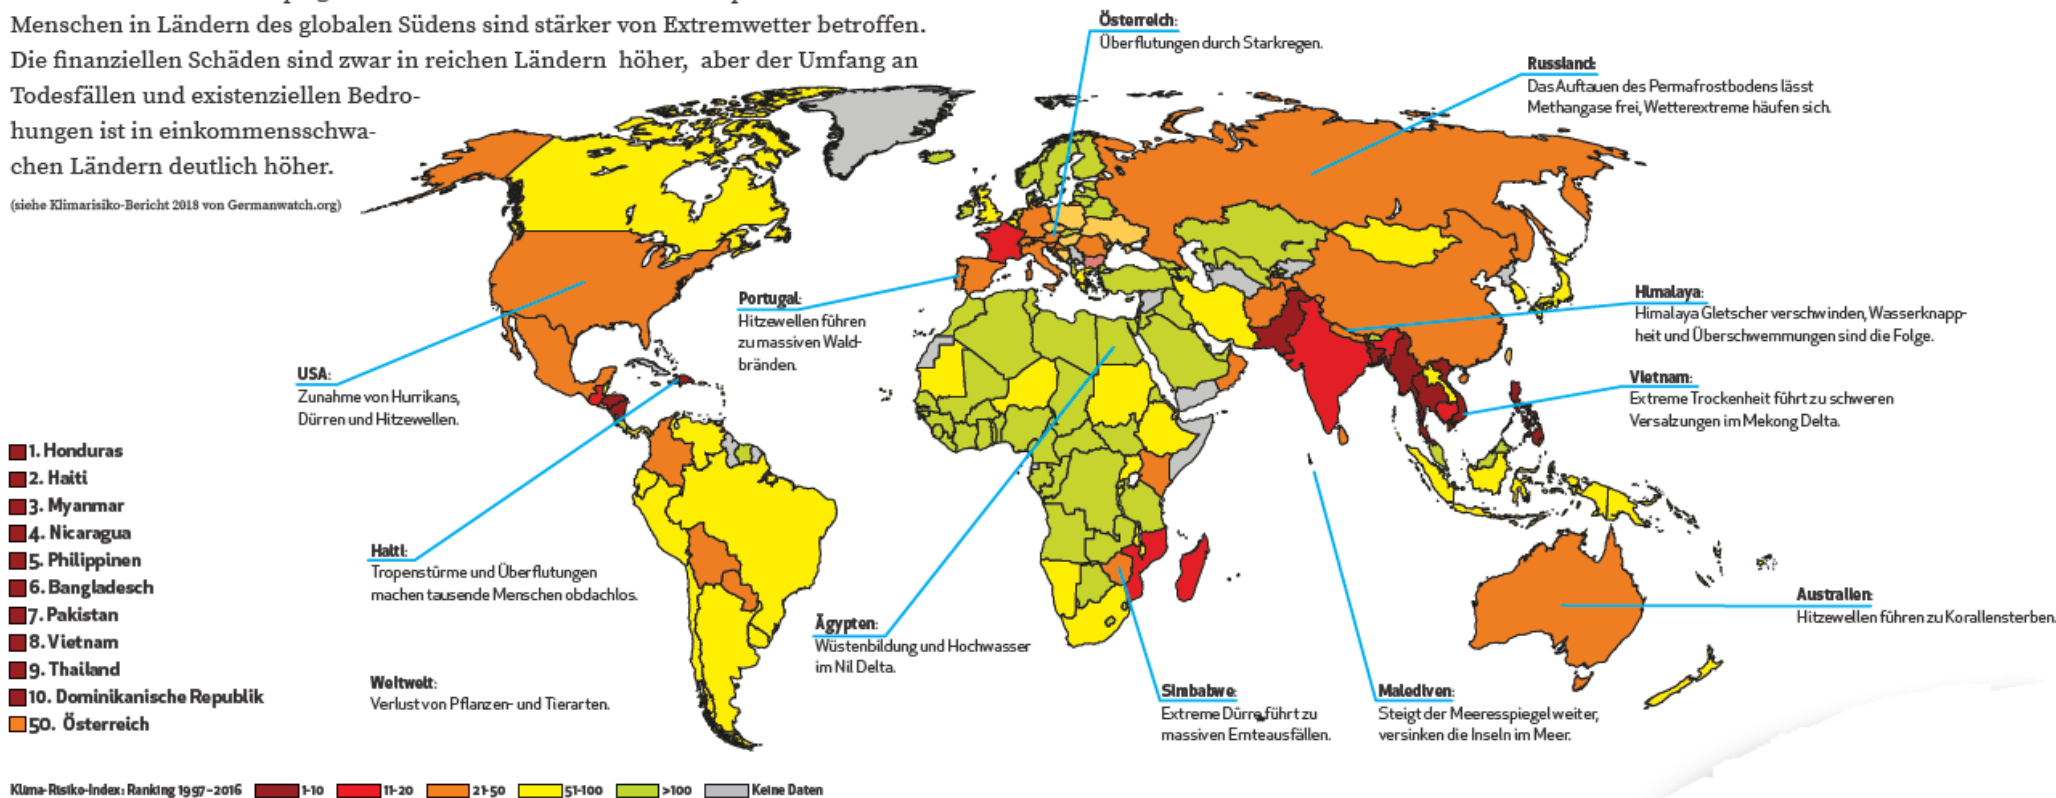 Menschen in Ländern des globalen Südens sind stärker von Extremwetter betroffen.
Die finanziellen Schäden sind zwar in reichen Ländern höher, aber der Umfang an
Todesfällen und existenziellen Bedro-
hungen ist in einkommensschwa-
chen Ländern deutlich höher.
(siehe Klimarisiko-Bericht 2018 von Germanwatch.org)
Österreich:
Überflutungen durch Starkregen.
Russland:
Das Auftauen des Permafrostbodens lässt
Methangase frei, Wetterextreme häufen sich.
Portugal:
Hitzewellen führen
zu massiven Wald-
bränden.
Himalaya:
Himalaya Gletscher verschwinden, Wasserknapp-
heit und Überschwemmungen sind die Folge.
USA:
Zunahme von Hurrikans,
Dürren und Hitzewellen.
Vietnam:
Extreme Trockenheit führt zu schweren
Versalzungen im Mekong Delta.
1. Honduras
2. Haiti
3. Myanmar
4. Nicaragua
5. Philippinen
6. Bangladesch
7. Pakistan
8. Vietnam
9. Thailand
10. Dominikanische Republik
50. Österreich
Haiti:
Tropenstürme und Überflutungen
machen tausende Menschen obdachlos.
Ägypten:
Wüstenbildung und Hochwasser
im Nil Delta.
Australien:
Hitzewellen führen zu Korallensterben.
Weltweit:
Verlust von Pflanzen- und Tierarten.
Simbabwe:
Extreme Dürre führt zu
massiven Ernteausfällen.
Malediven:
Steigt der Meeresspiegel weiter,
versinken die Inseln im Meer.
Klima-Risiko-Index: Ranking 1997–2016 1-10 11-20 21-50 51-100 >100 Keine Daten